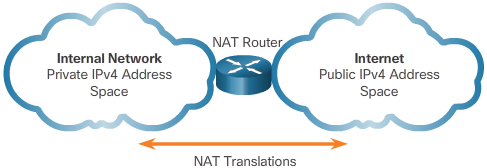 NAT Router
Internal Network
Private IPv4 Address
Space
Internet
Public IPv4 Address
Space
NAT Translations